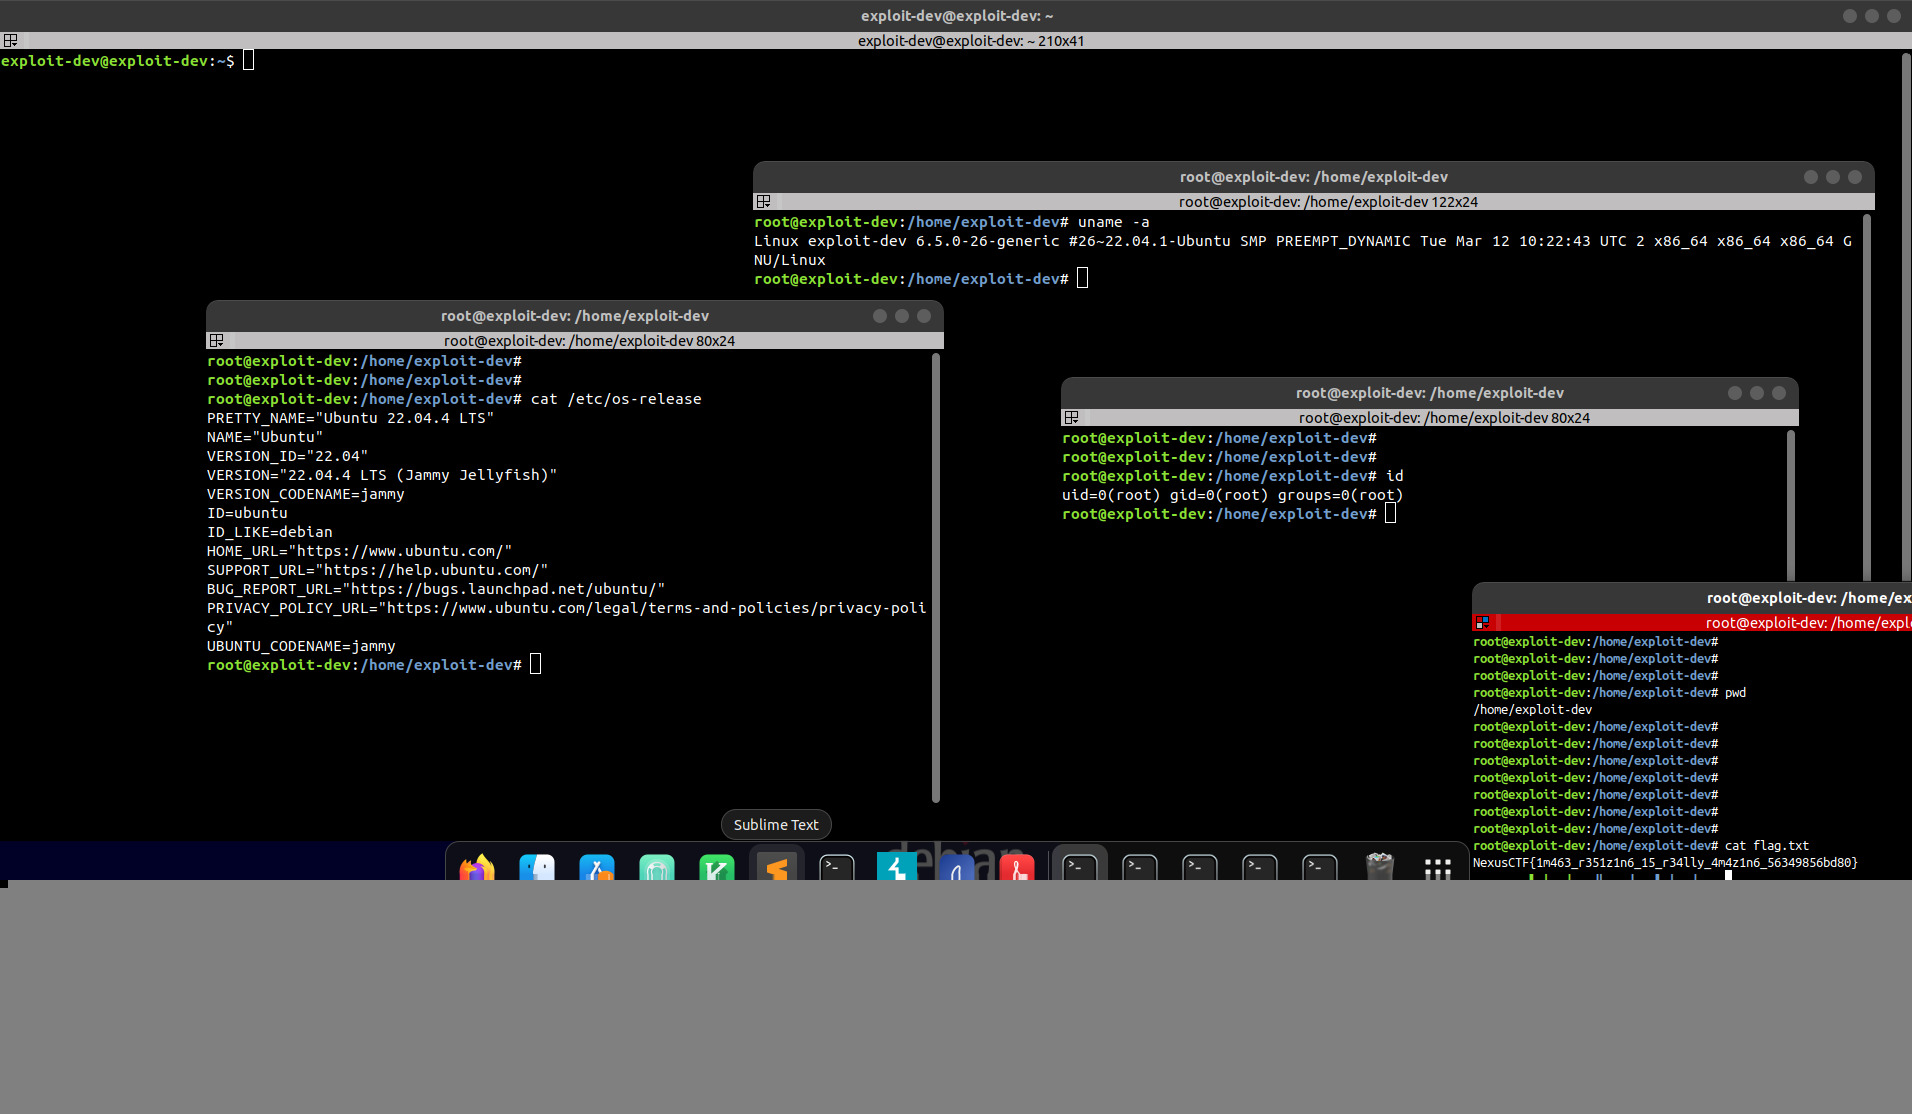 exploit-dev@exploit-dev: ~
exploit-dev@exploit-dev: ~ 210x41
exploit-dev@exploit-dev:~$
root@exploit-dev: /home/exploit-dev
root@exploit-dev: /home/exploit-dev 122x24
root@exploit-dev:/home/exploit-dev# uname -a
Linux exploit-dev 6.5.0-26-generic #26~22.04.1-Ubuntu SMP PREEMPT_DYNAMIC Tue Mar 12 10:22:43 UTC 2 x86_64 x86_64 x86_64 G
NU/Linux
root@exploit-dev:/home/exploit-dev#
root@exploit-dev: /home/exploit-dev
root@exploit-dev: /home/exploit-dev 80x24
root@exploit-dev:/home/exploit-dev#
root@exploit-dev:/home/exploit-dev#
root@exploit-dev:/home/exploit-dev# cat /etc/os-release
PRETTY_NAME="Ubuntu 22.04.4 LTS"
NAME="Ubuntu"
VERSION_ID="22.04"
VERSION="22.04.4 LTS (Jammy Jellyfish)"
VERSION_CODENAME=jammy
ID=ubuntu
ID_LIKE=debian
HOME_URL="https://www.ubuntu.com/"
SUPPORT_URL="https://help.ubuntu.com/"
BUG_REPORT_URL="https://bugs.launchpad.net/ubuntu/"
PRIVACY_POLICY_URL="https://www.ubuntu.com/legal/terms-and-policies/privacy-poli
cy"
UBUNTU_CODENAME=jammy
root@exploit-dev:/home/exploit-dev#
root@exploit-dev: /home/exploit-dev
root@exploit-dev: /home/exploit-dev 80x24
root@exploit-dev:/home/exploit-dev#
root@exploit-dev:/home/exploit-dev#
root@exploit-dev:/home/exploit-dev# id
uid=0(root) gid=0(root) groups=0(root)
root@exploit-dev:/home/exploit-dev#
root@exploit-dev: /home/ex
root@exploit-dev: /home/expl
root@exploit-dev:/home/exploit-dev#
root@exploit-dev:/home/exploit-dev#
root@exploit-dev:/home/exploit-dev#
root@exploit-dev:/home/exploit-dev# pwd
/home/exploit-dev
root@exploit-dev:/home/exploit-dev#
root@exploit-dev:/home/exploit-dev#
root@exploit-dev:/home/exploit-dev#
root@exploit-dev:/home/exploit-dev#
root@exploit-dev:/home/exploit-dev#
root@exploit-dev:/home/exploit-dev#
root@exploit-dev:/home/exploit-dev#
root@exploit-dev:/home/exploit-dev# cat flag.txt
NexusCTF{1m463_r351z1n6_15_r34lly_4m4z1n6_56349856bd80}
Sublime Text
debian